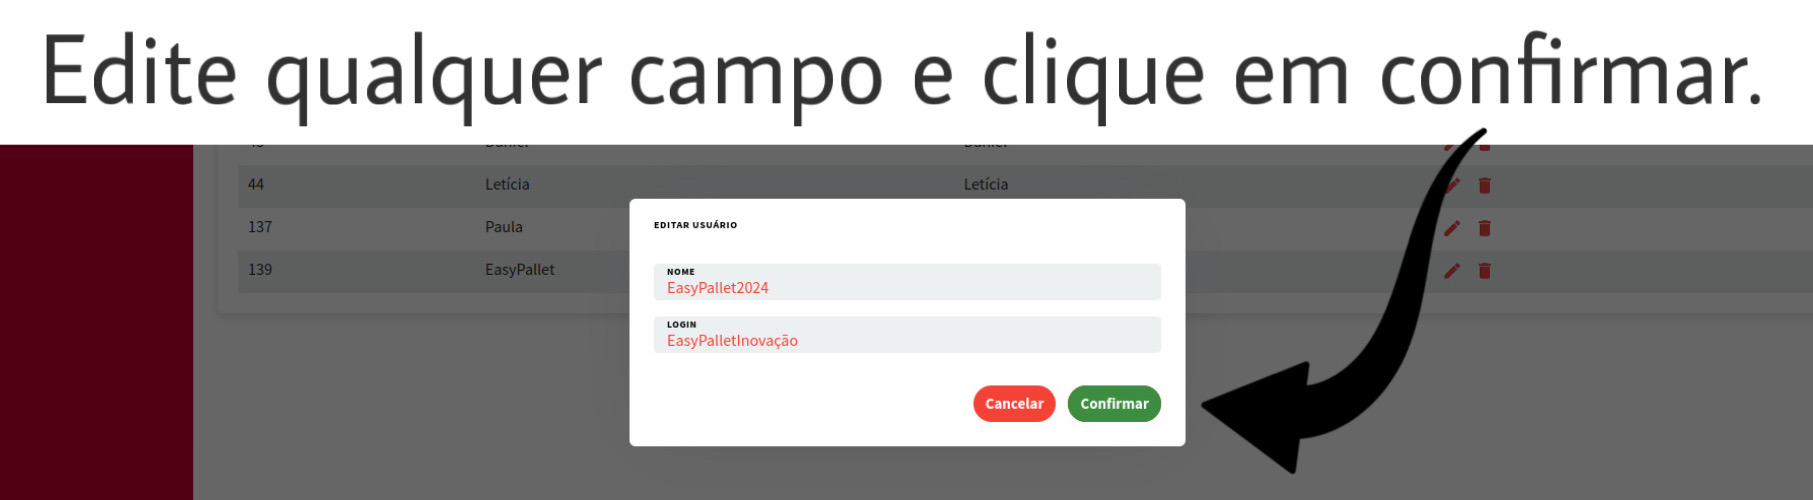 Edite qualquer campo e clique em confirmar.
44 Letícia Letícia
137 Paula
139 EasyPallet
EDITAR USUÁRIO
NOME
EasyPallet2024
LOGIN
EasyPalletInovação
Cancelar Confirmar